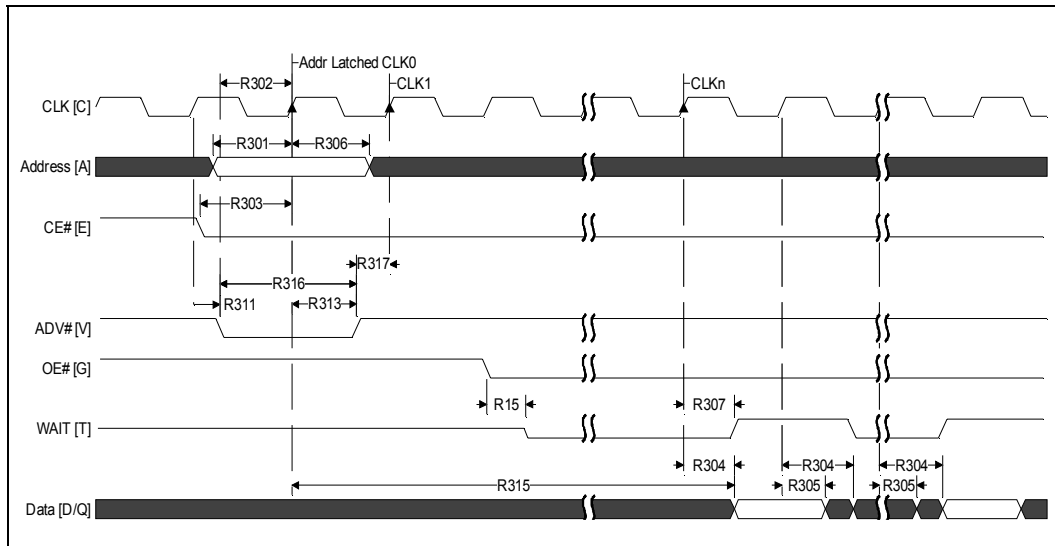 Addr Latched CLK0
R302
CLK1
CLKn
CLK [C]
R301
R306
Address [A]
R303
CE# [E]
R317
R316
R311
R313
ADV# [V]
OE# [G]
R15
R307
WAIT [T]
R304
R304
R304
R315
R305
R305
Data [D/Q]